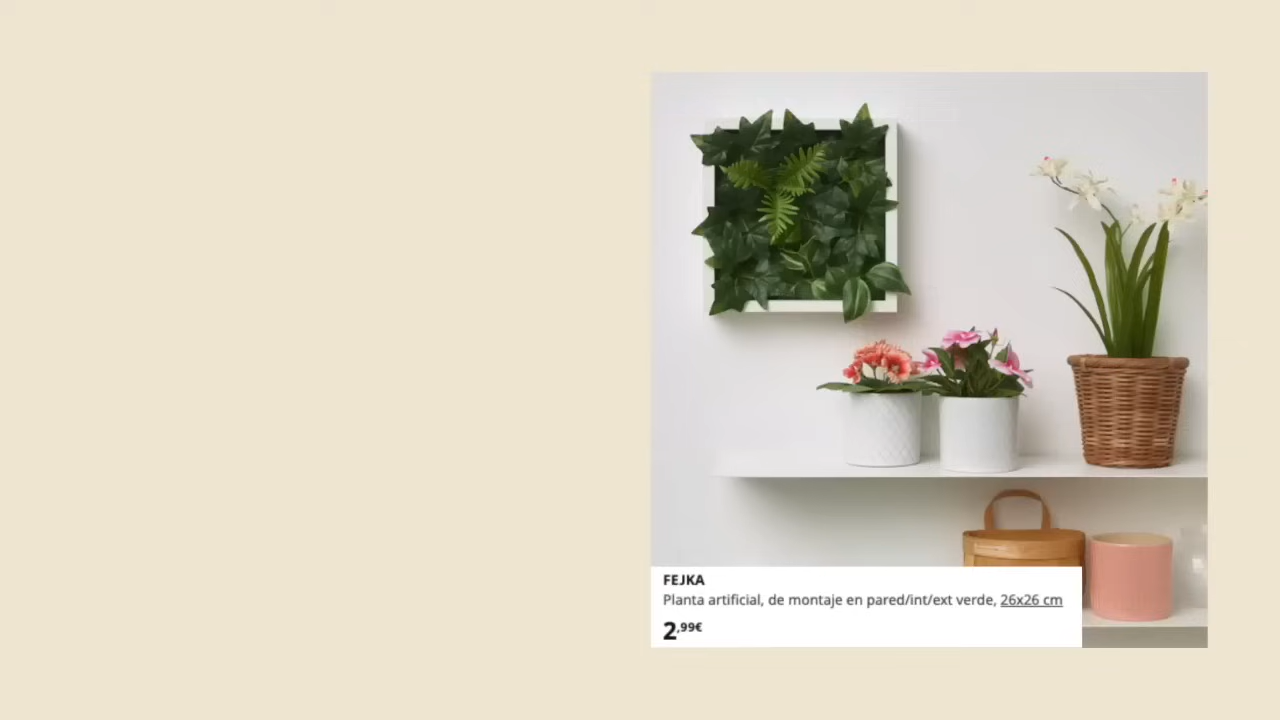 FEJKA
Planta artificial, de montaje en pared/int/ext verde, 26x26 cm
2,99€